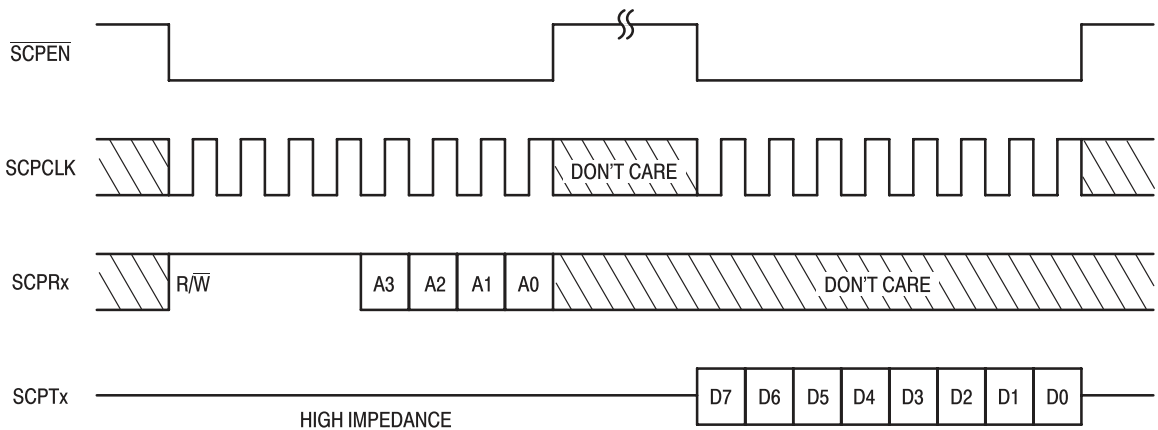 S̅C̅P̅E̅N̅
SCPCLK
DON'T CARE
SCPRx
R/W̅
A3
A2
A1
A0
DON'T CARE
SCPTx
HIGH IMPEDANCE
D7
D6
D5
D4
D3
D2
D1
D0